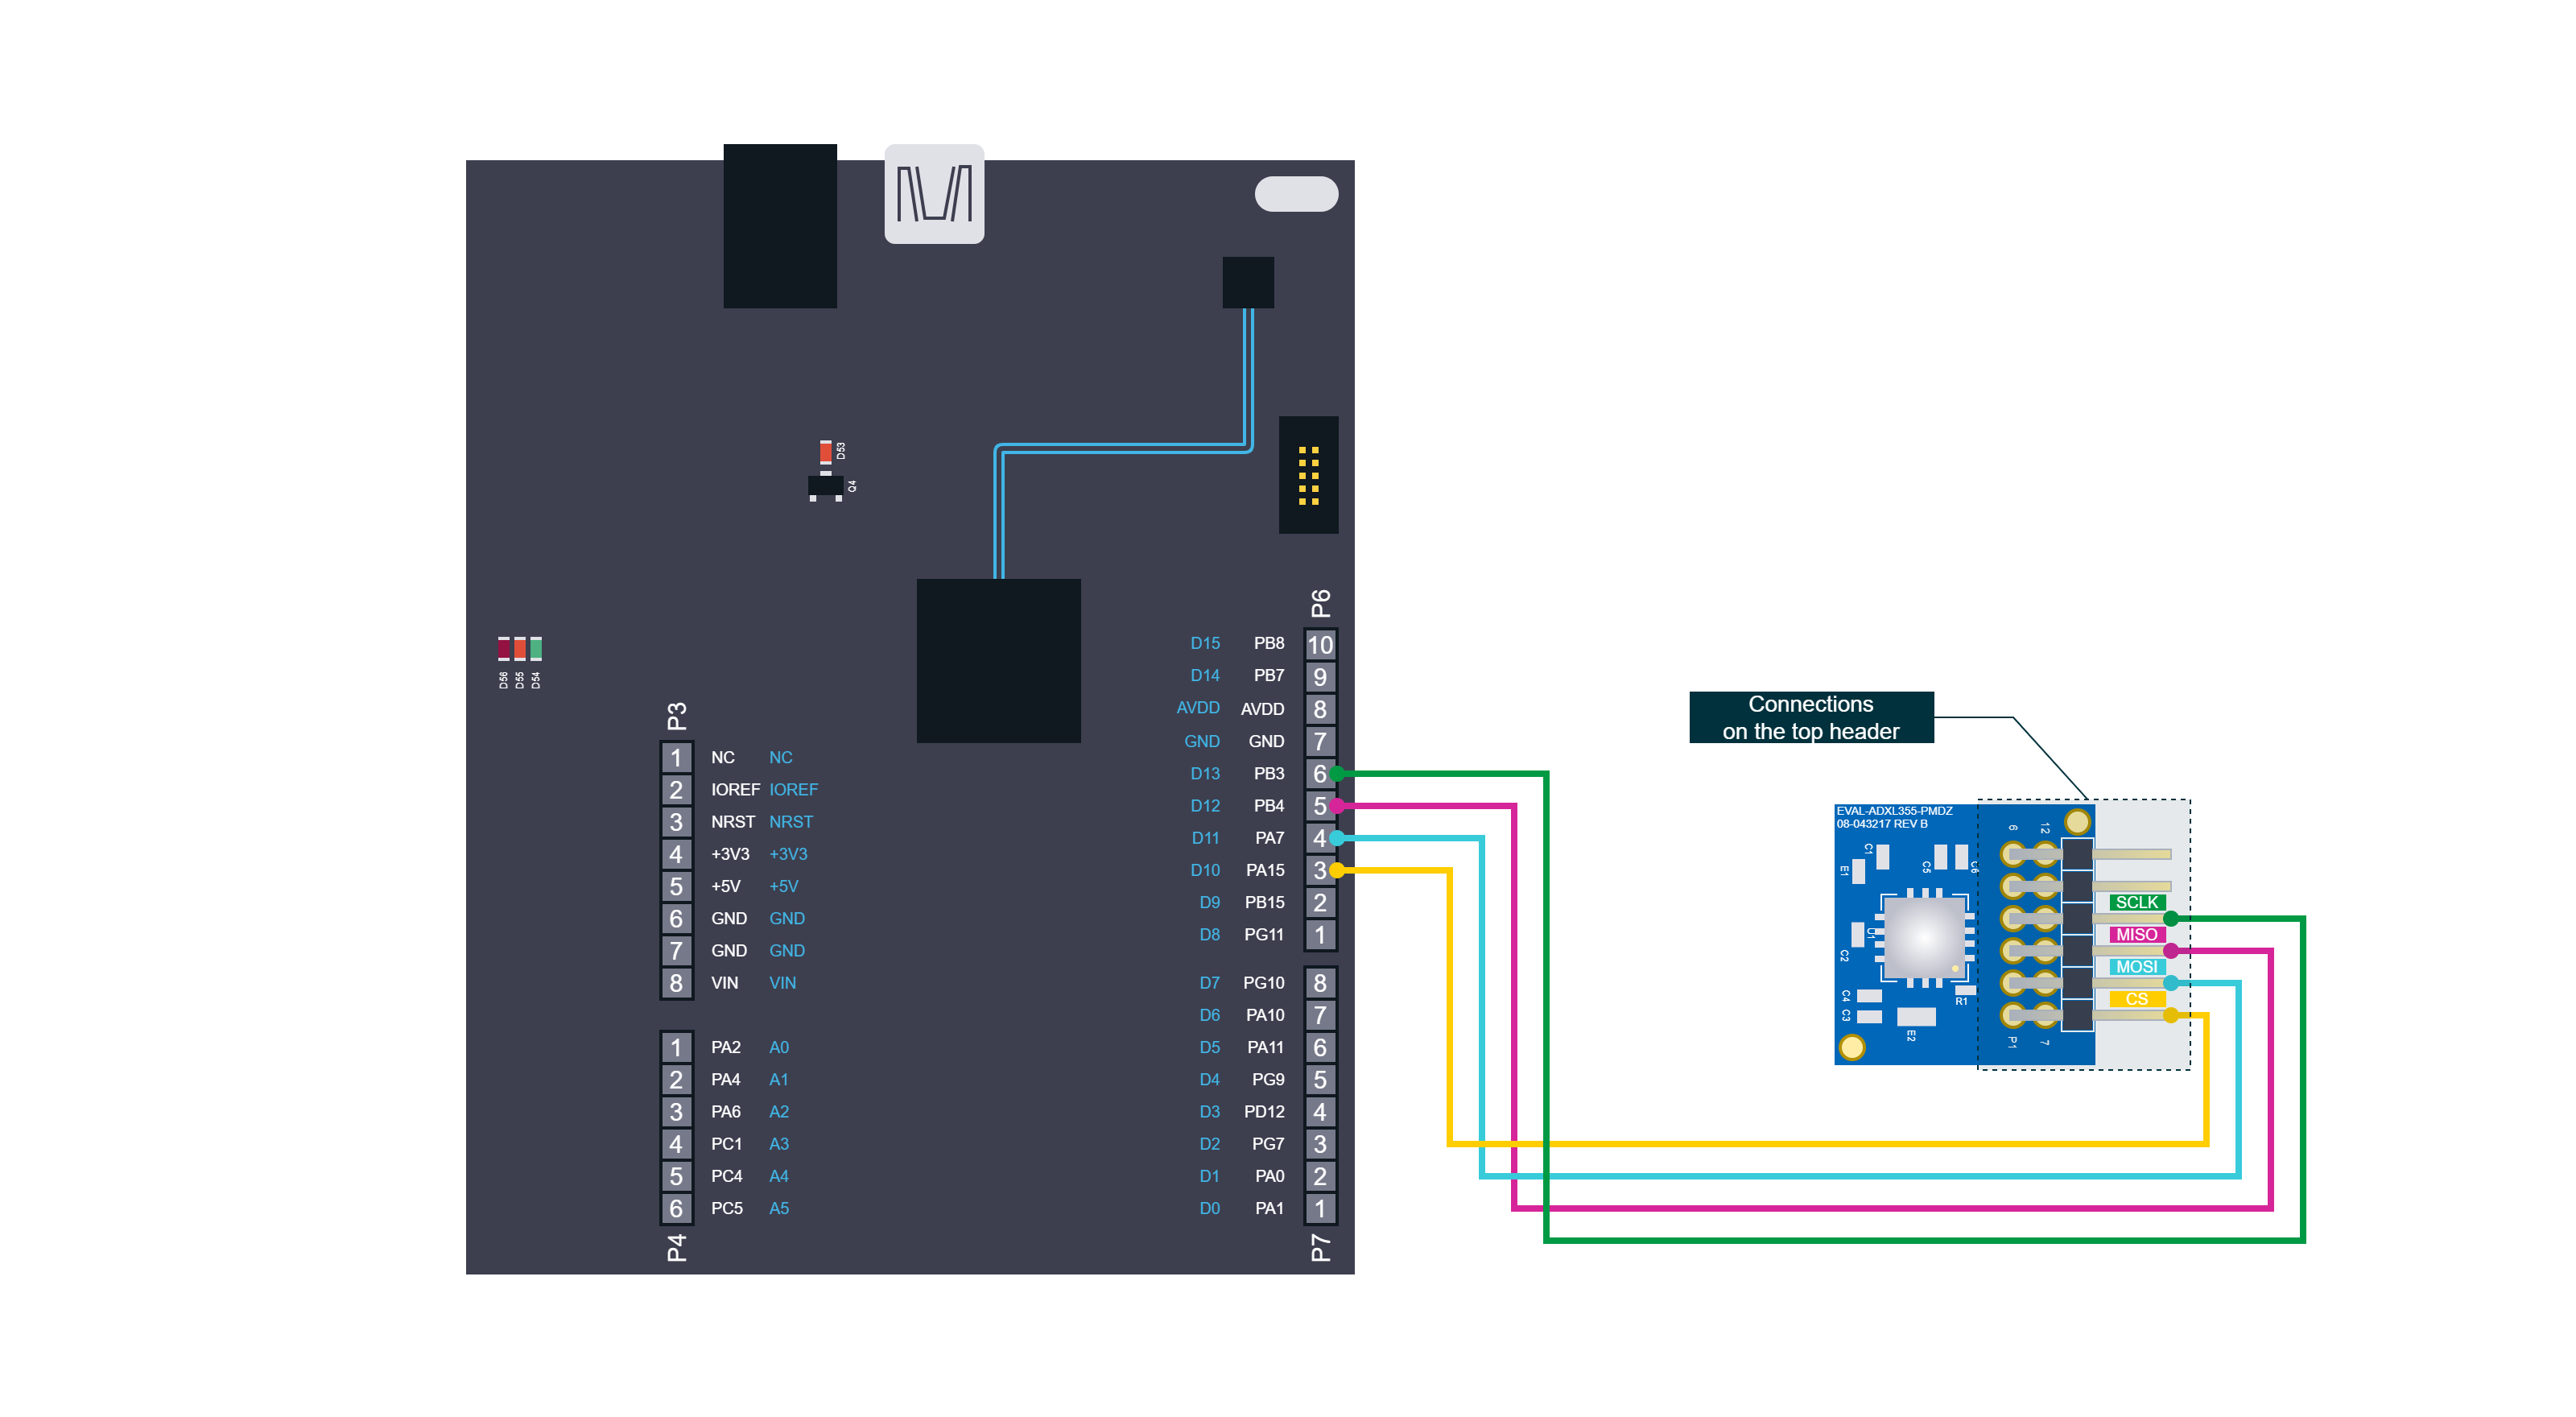 D53
Q4
D56
D55
D54
P3
1 NC NC
2 IOREF IOREF
3 NRST NRST
4 +3V3 +3V3
5 +5V +5V
6 GND GND
7 GND GND
8 VIN VIN
1 PA2 A0
2 PA4 A1
3 PA6 A2
4 PC1 A3
5 PC4 A4
6 PC5 A5
P4
P6
D15 PB8 10
D14 PB7 9
AVDD AVDD 8
GND GND 7
D13 PB3 6
D12 PB4 5
D11 PA7 4
D10 PA15 3
D9 PB15 2
D8 PG11 1
D7 PG10 8
D6 PA10 7
D5 PA11 6
D4 PG9 5
D3 PD12 4
D2 PG7 3
D1 PA0 2
D0 PA1 1
P7
Connections
on the top header
EVAL-ADXL355-PMDZ
08-043217 REV B
6
12
C1
E1
C5
C6
U1
C2
C4
C3
R1
E2
P1
7
SCLK
MISO
MOSI
CS